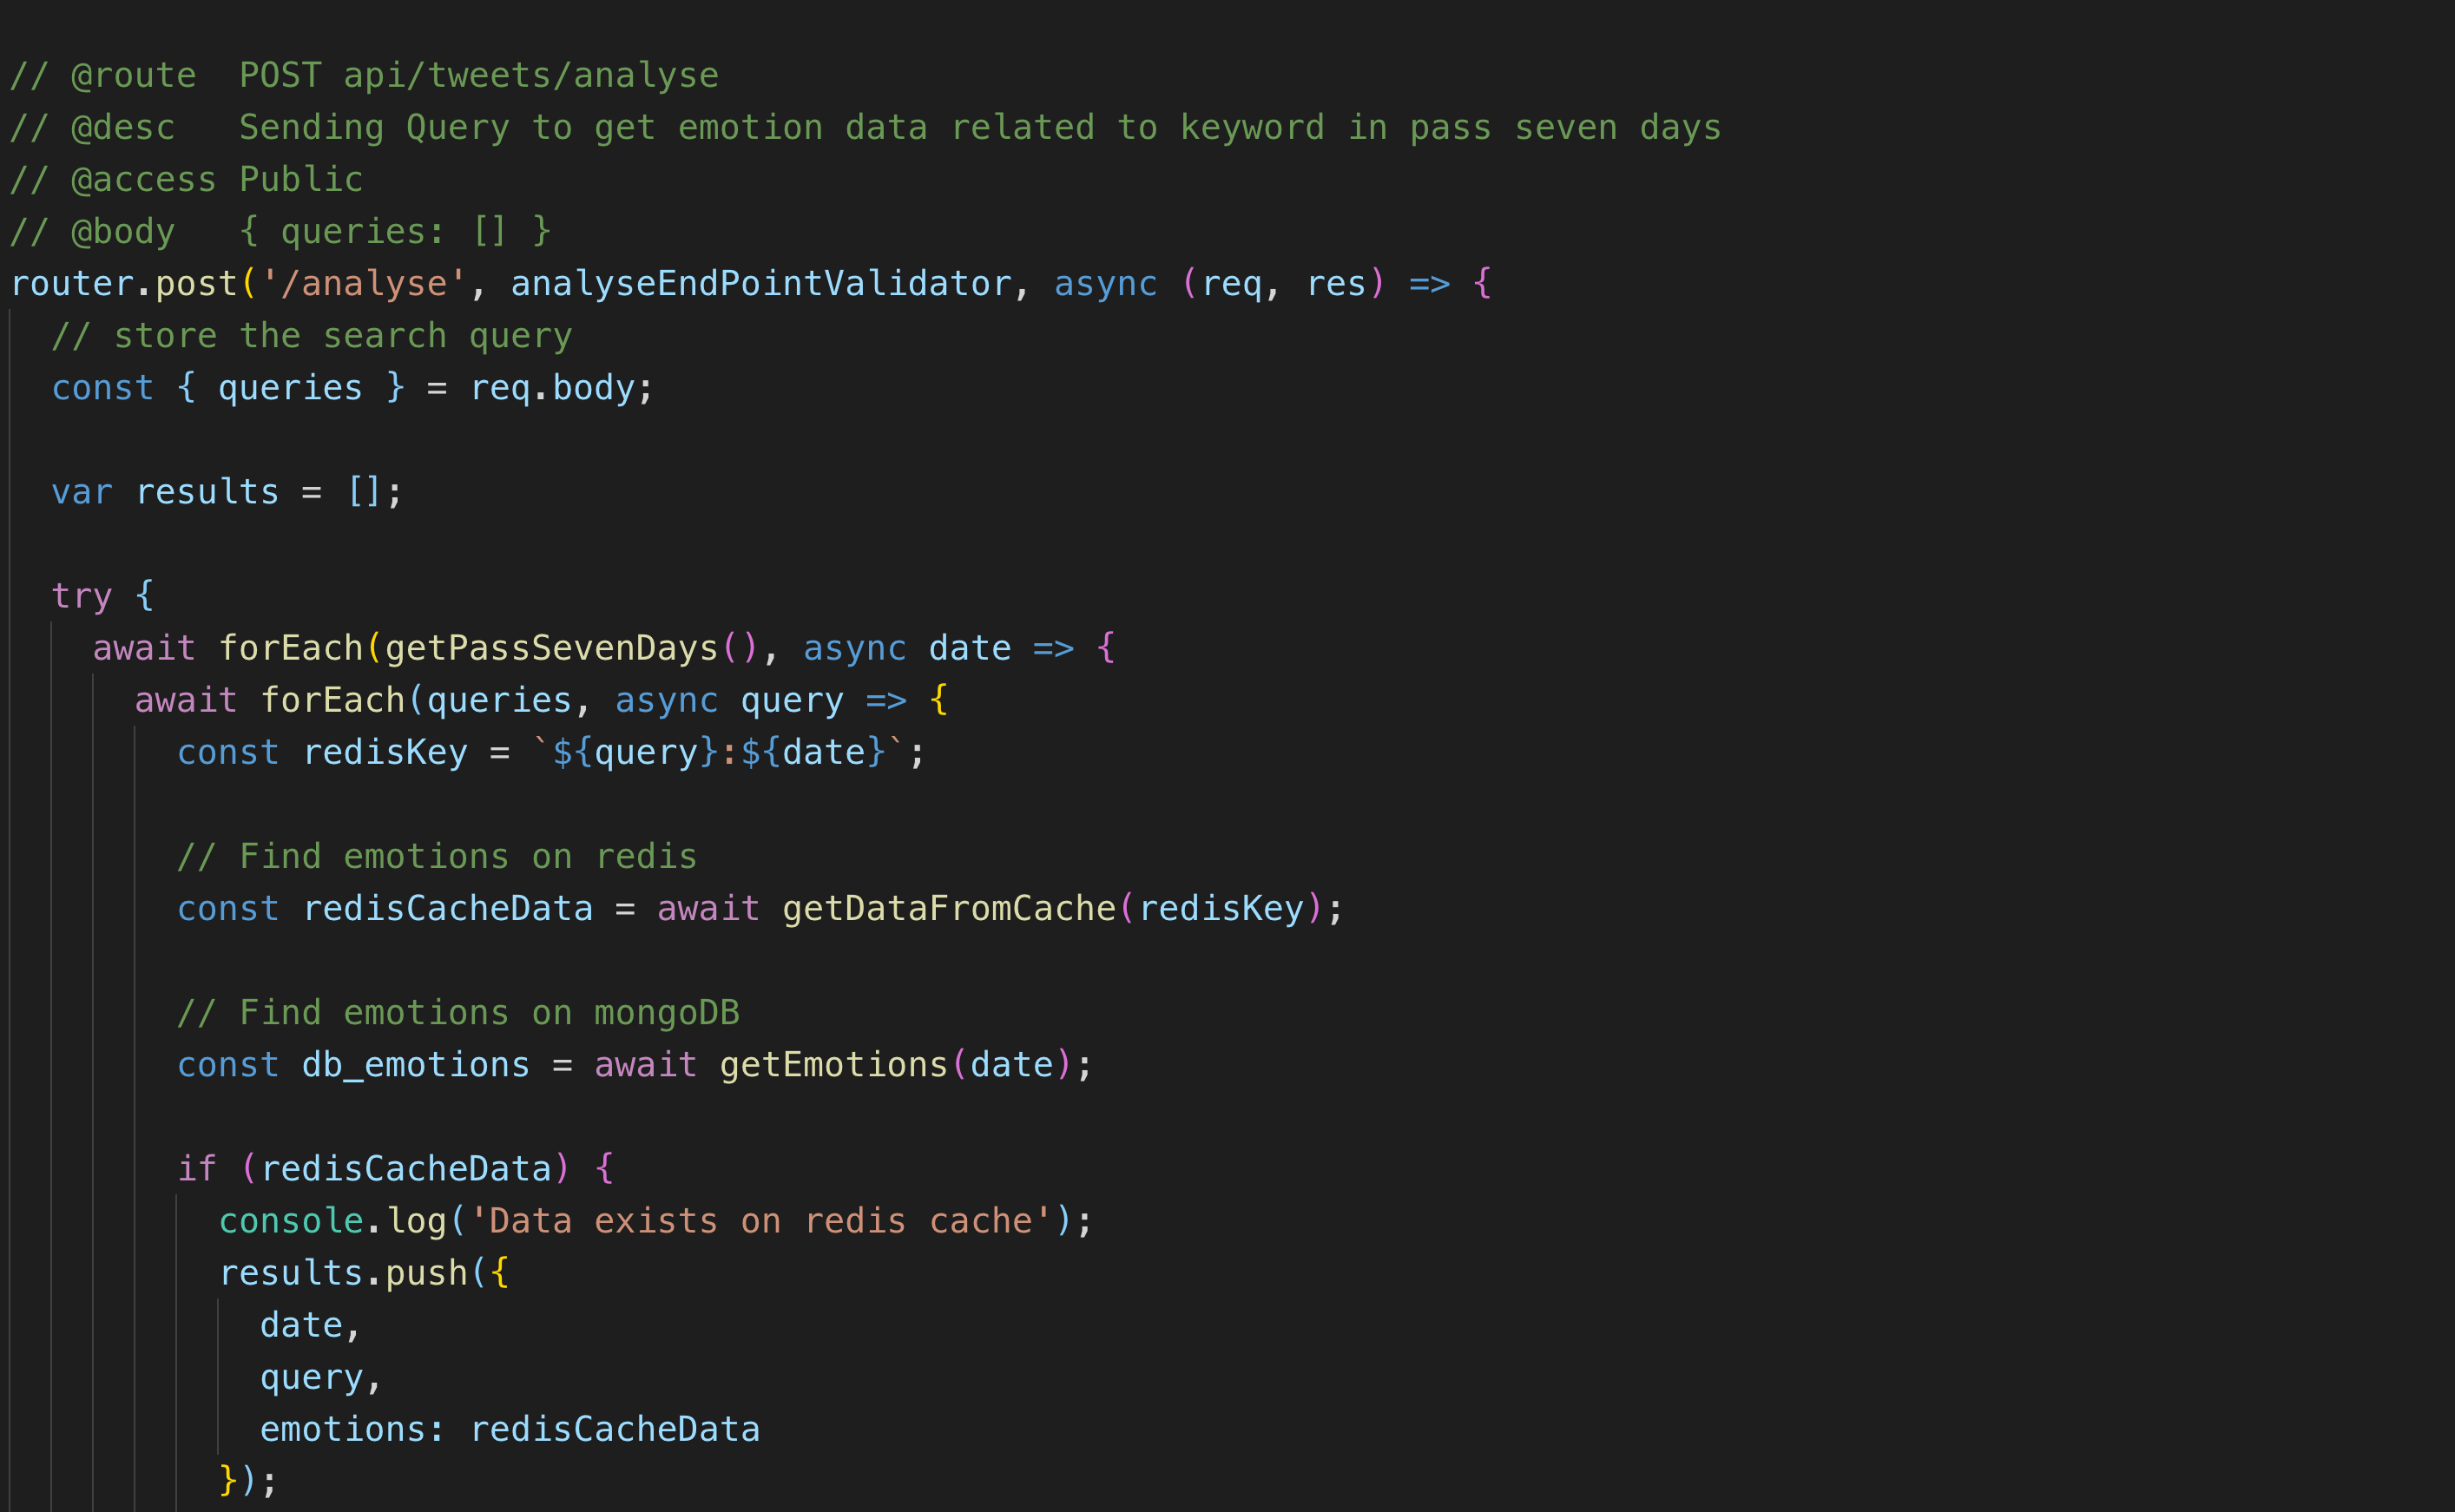 // @route  POST api/tweets/analyse
// @desc   Sending Query to get emotion data related to keyword in pass seven days
// @access Public
// @body   { queries: [] }
router.post('/analyse', analyseEndPointValidator, async (req, res) => {
  // store the search query
  const { queries } = req.body;

  var results = [];

  try {
    await forEach(getPassSevenDays(), async date => {
      await forEach(queries, async query => {
        const redisKey = `${query}:${date}`;

        // Find emotions on redis
        const redisCacheData = await getDataFromCache(redisKey);

        // Find emotions on mongoDB
        const db_emotions = await getEmotions(date);

        if (redisCacheData) {
          console.log('Data exists on redis cache');
          results.push({
            date,
            query,
            emotions: redisCacheData
          });